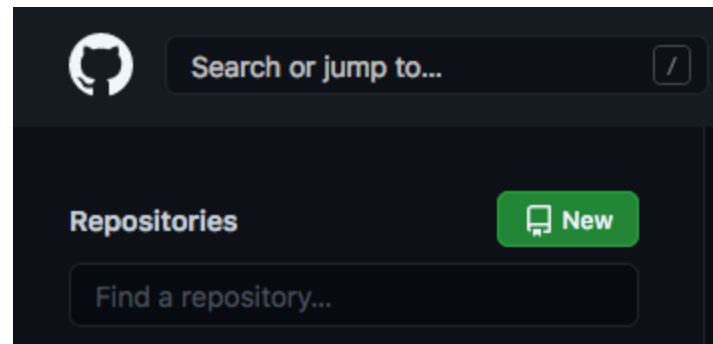 Search or jump to... /
Repositories New
Find a repository...